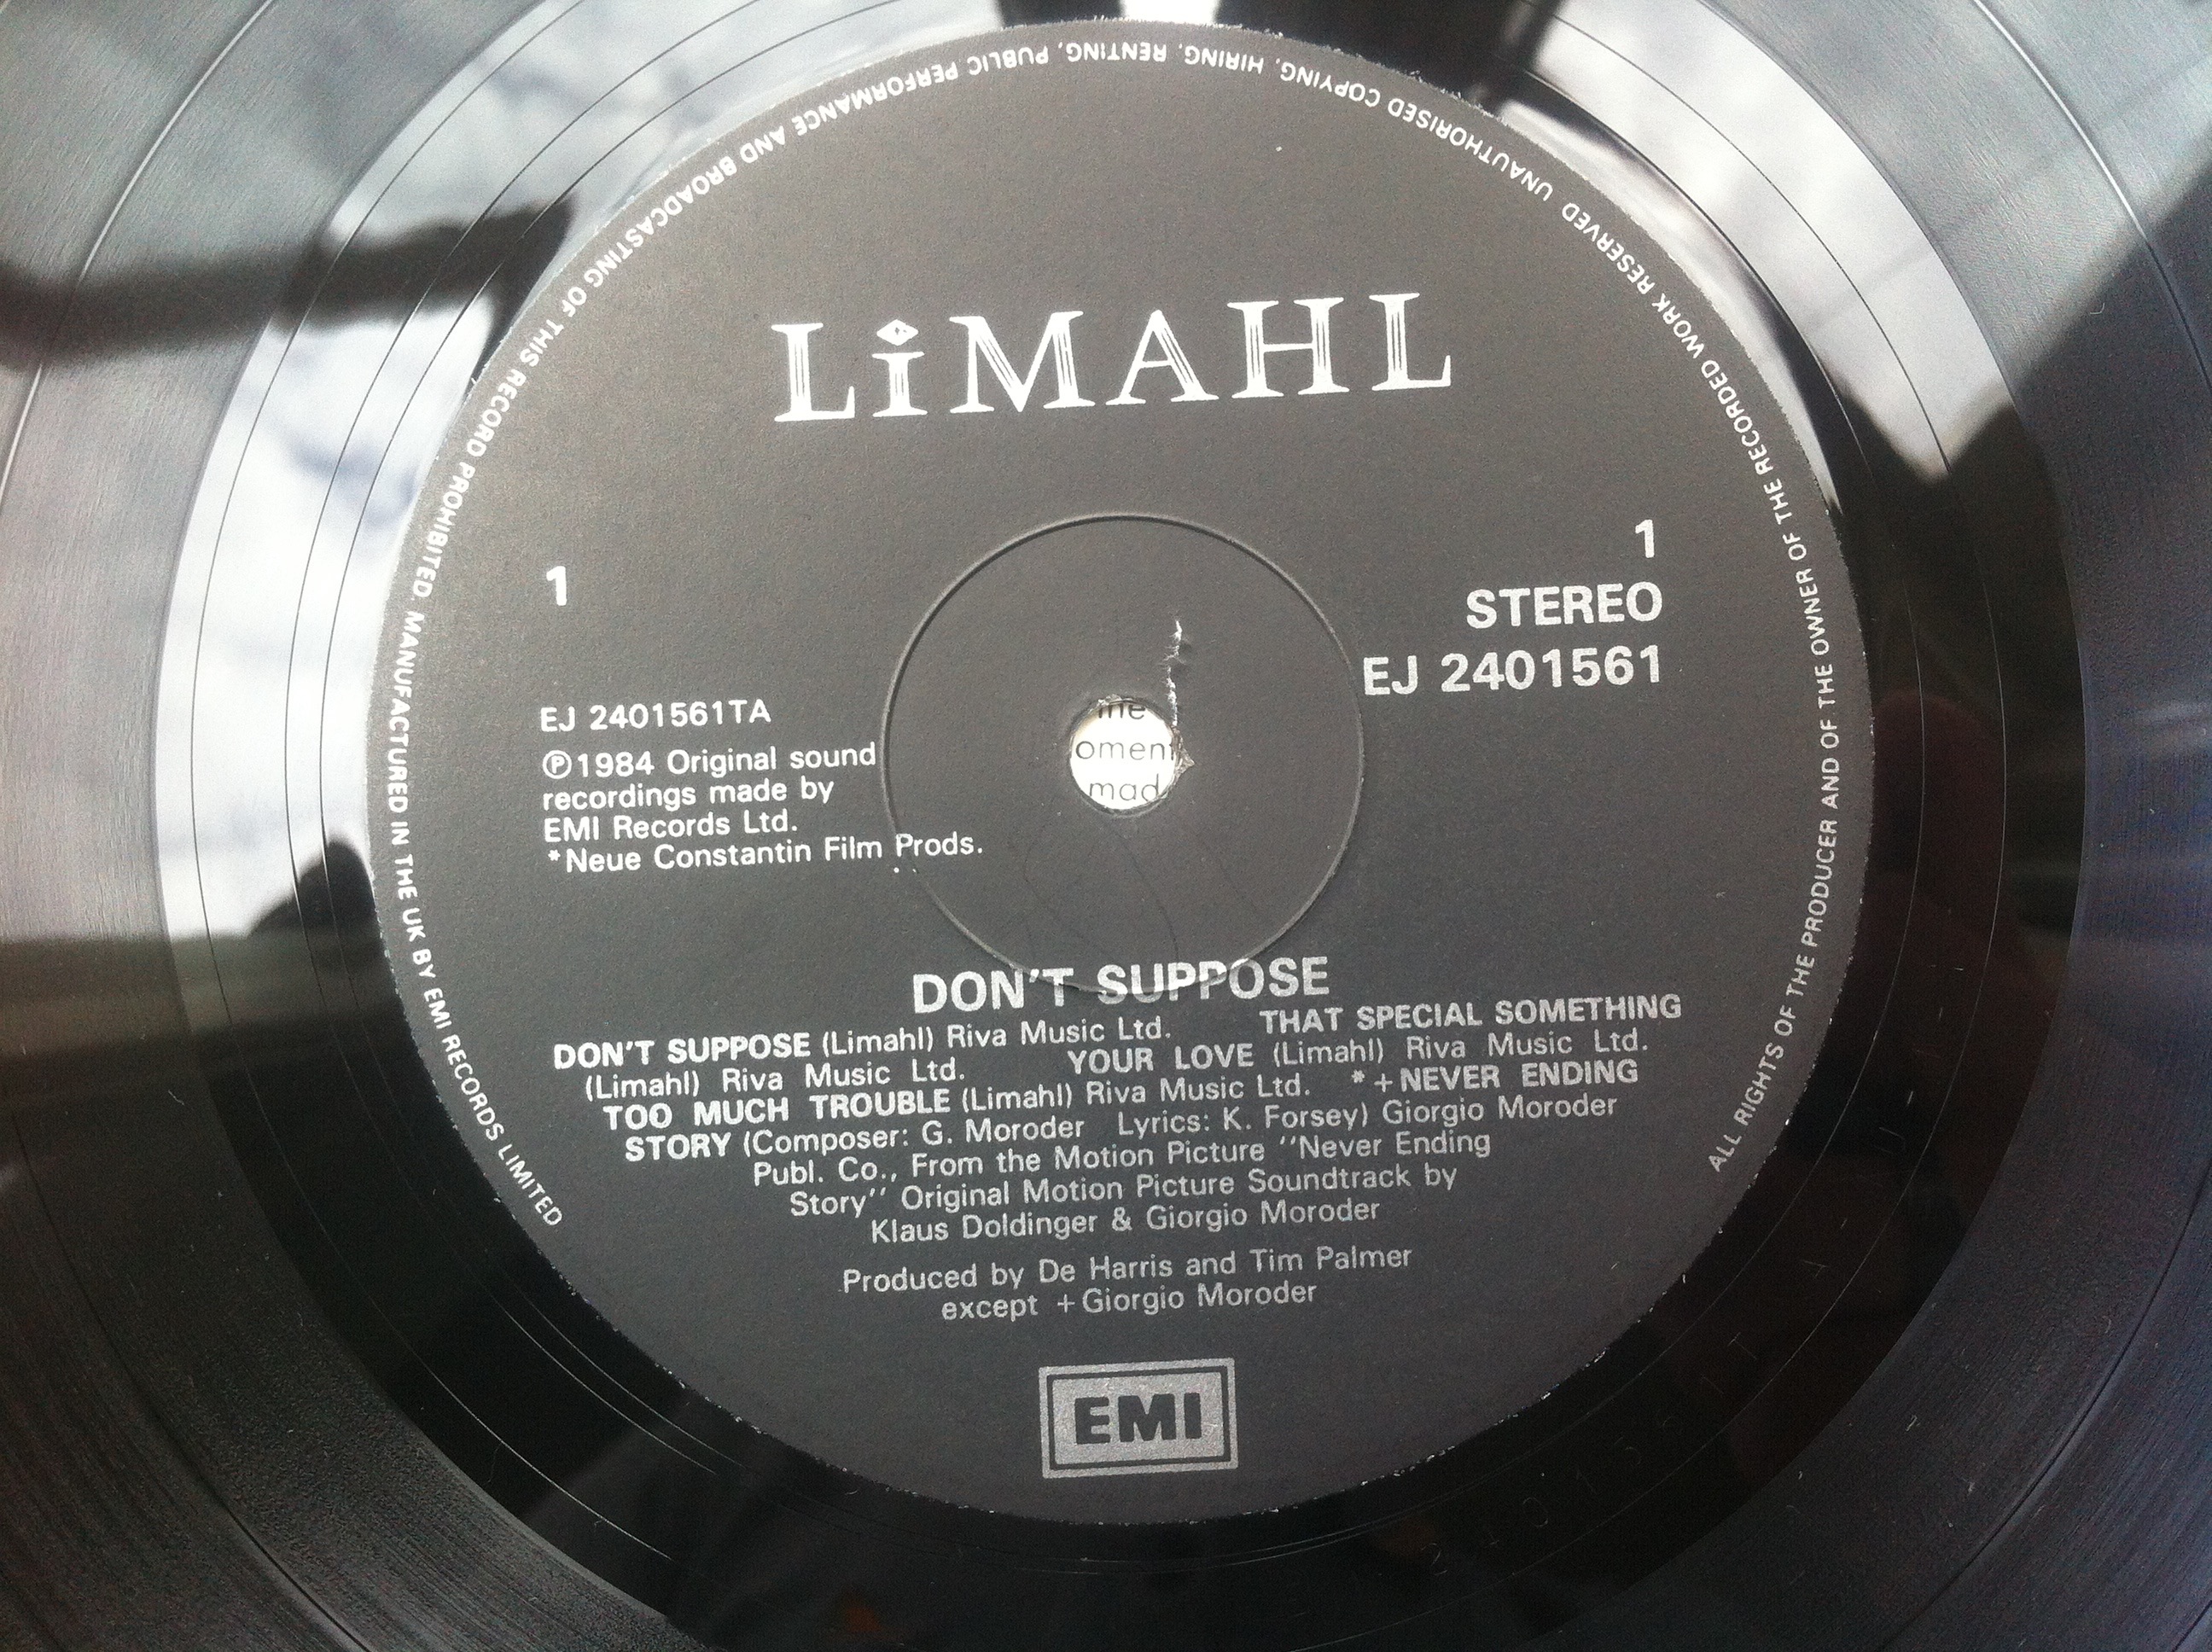 LiMAHL
1
1
STEREO
EJ 2401561
EJ 2401561TA
℗1984 Original sound
recordings made by
EMI Records Ltd.
*Neue Constantin Film Prods.
oment
mad
DON'T SUPPOSE
DON'T SUPPOSE (Limahl) Riva Music Ltd. THAT SPECIAL SOMETHING
(Limahl) Riva Music Ltd. YOUR LOVE (Limahl) Riva Music Ltd.
TOO MUCH TROUBLE (Limahl) Riva Music Ltd. *+NEVER ENDING
STORY (Composer: G. Moroder Lyrics: K. Forsey) Giorgio Moroder
Publ. Co., From the Motion Picture "Never Ending
Story" Original Motion Picture Soundtrack by
Klaus Doldinger & Giorgio Moroder
Produced by De Harris and Tim Palmer
except +Giorgio Moroder
EMI
ALL RIGHTS OF THE PRODUCER AND OF THE OWNER OF THE RECORDED WORK RESERVED UNAUTHORISED COPYING, HIRING, RENTING, PUBLIC PERFORMANCE AND BROADCASTING OF THIS RECORD PROHIBITED. MANUFACTURED IN THE UK BY EMI RECORDS LIMITED